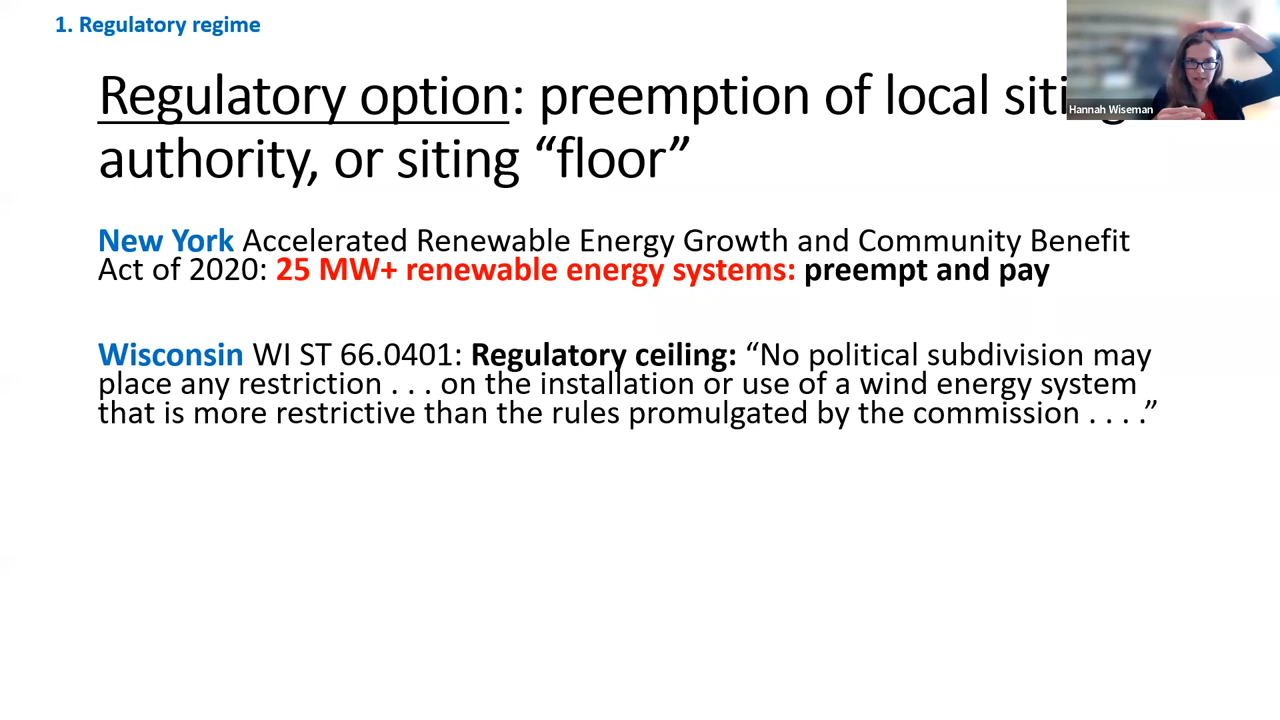 1. Regulatory regime
Regulatory option: preemption of local siting
authority, or siting “floor”
Hannah Wiseman
New York Accelerated Renewable Energy Growth and Community Benefit
Act of 2020: 25 MW+ renewable energy systems: preempt and pay
Wisconsin WI ST 66.0401: Regulatory ceiling: “No political subdivision may
place any restriction . . . on the installation or use of a wind energy system
that is more restrictive than the rules promulgated by the commission . . . .”